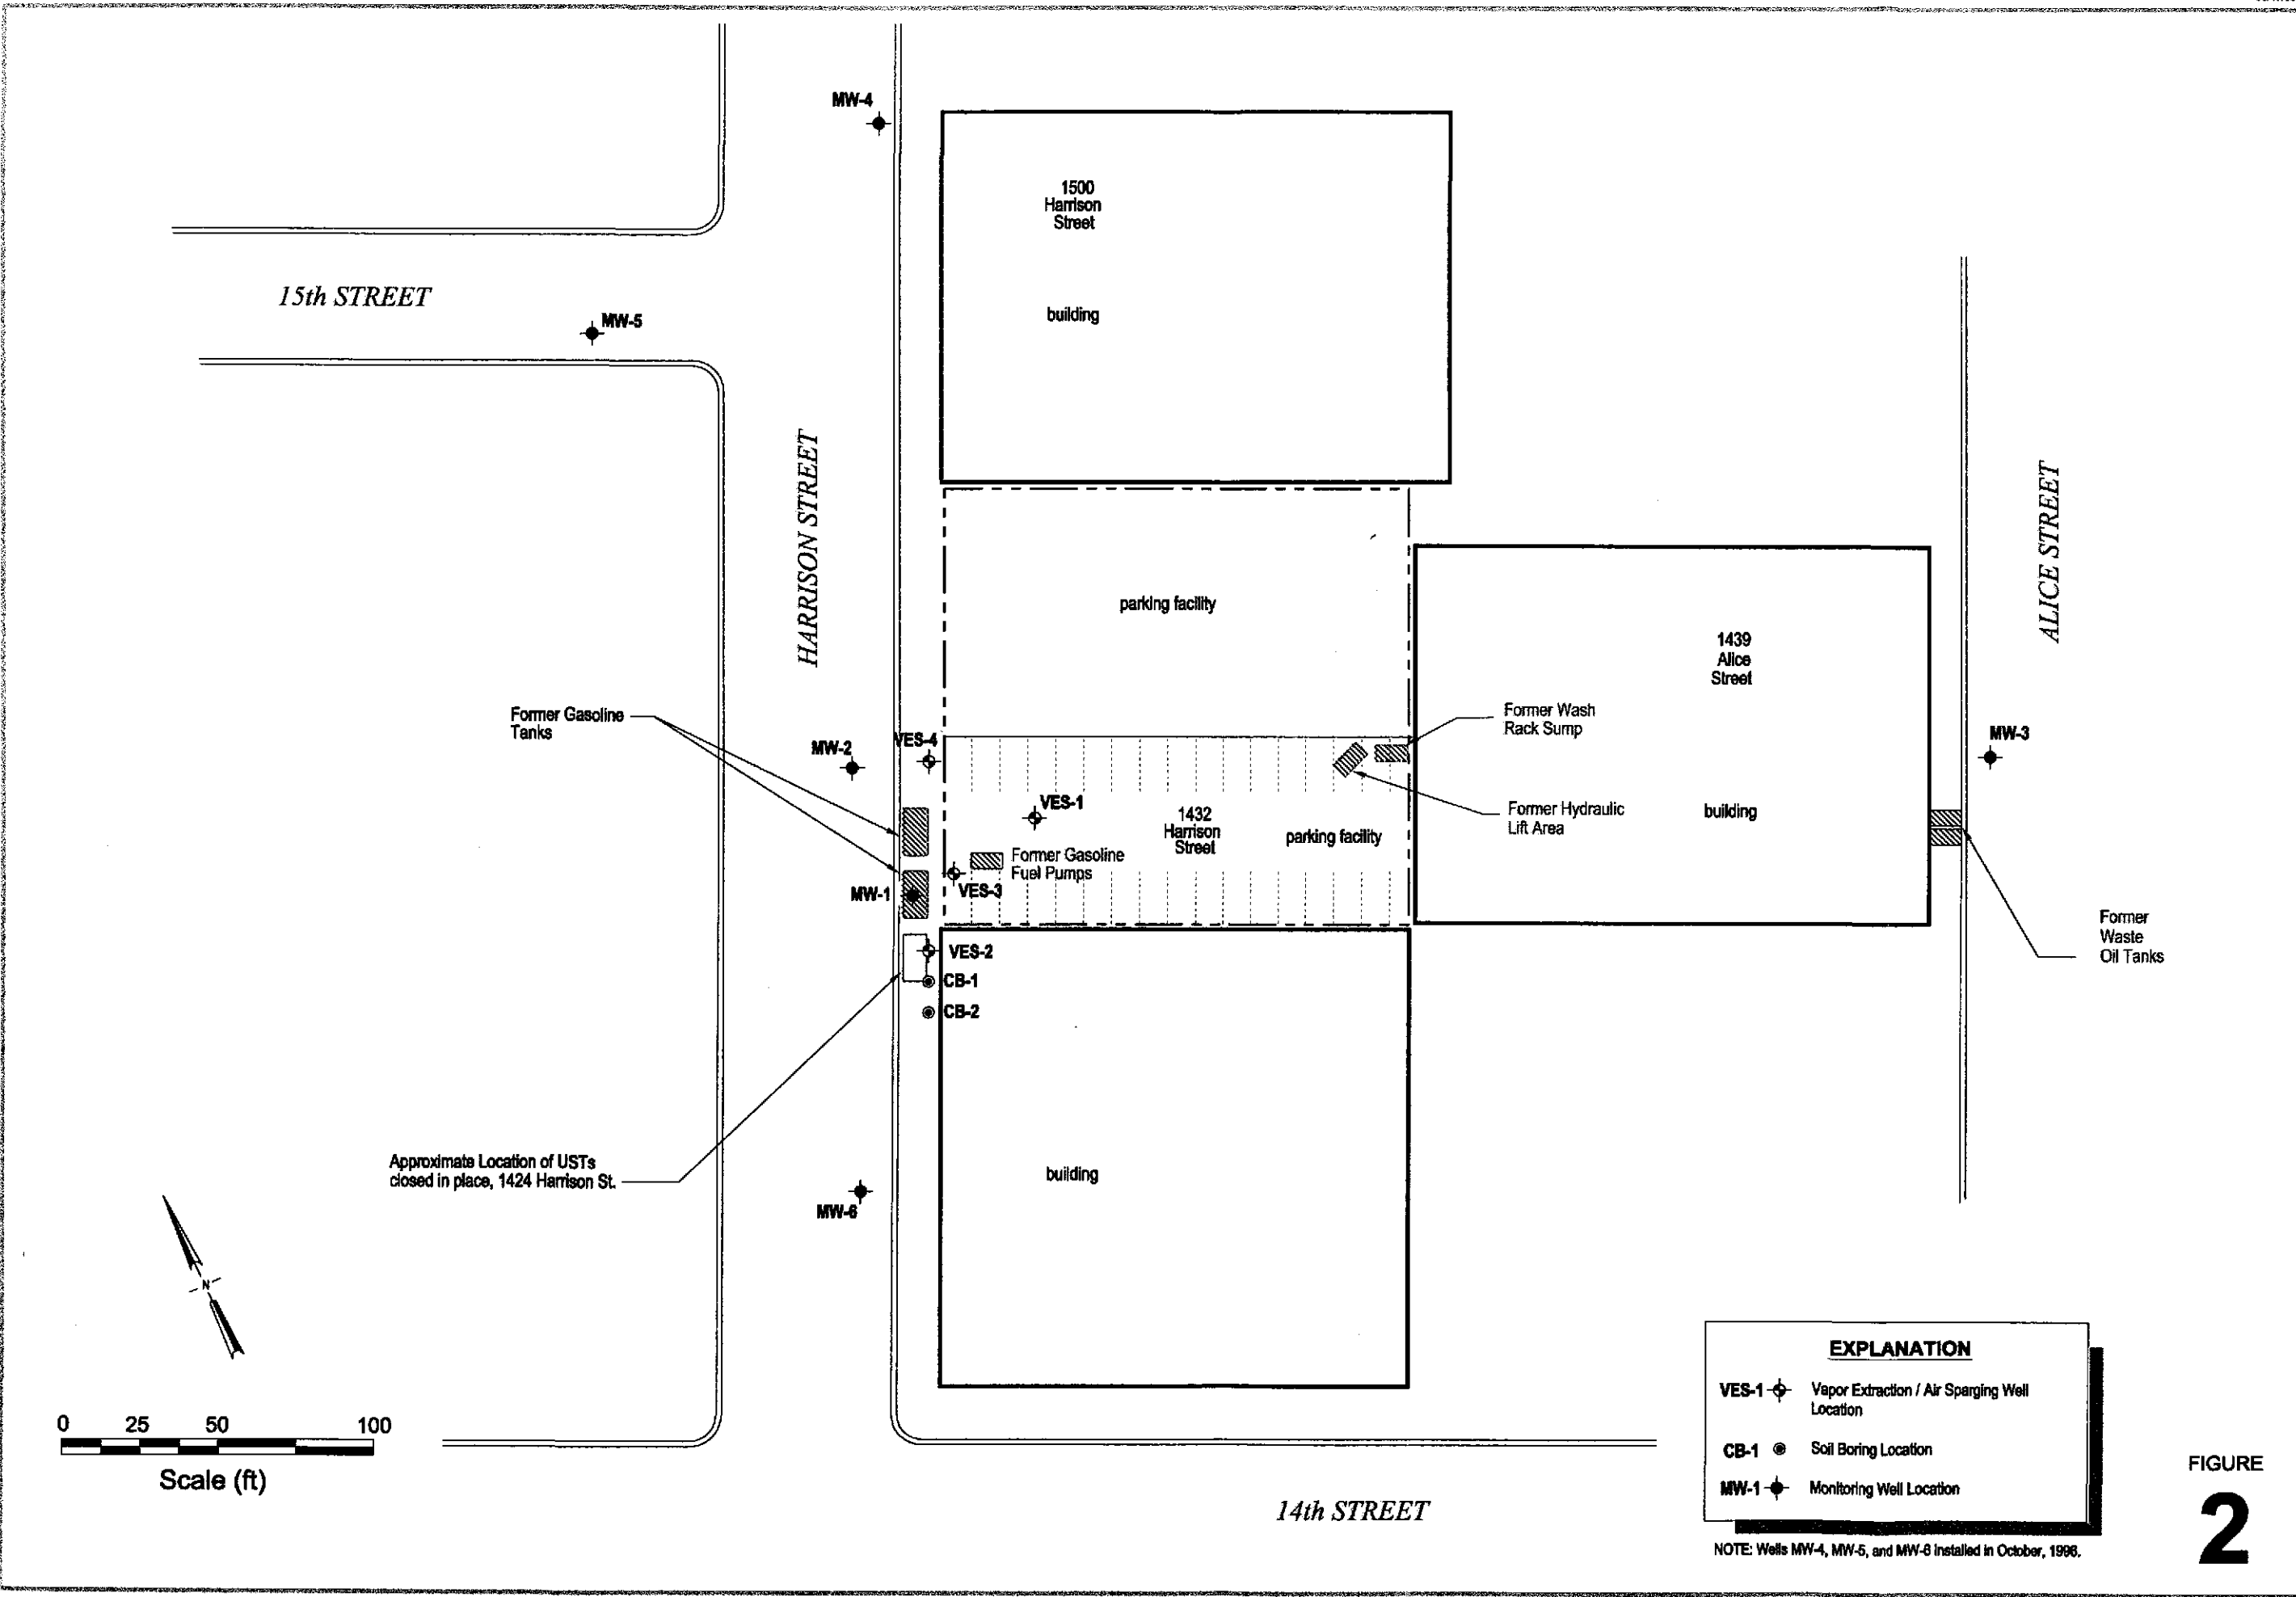 MW-4
1500
Harrison
Street
15th STREET
MW-5
building
HARRISON STREET
ALICE STREET
parking facility
1439
Alice
Street
Former Gasoline
Tanks
Former Wash
Rack Sump
MW-2
VES-4
MW-3
VES-1
1432
Harrison
Street
parking facility
Former Hydraulic
Lift Area
building
Former Gasoline
Fuel Pumps
MW-1
VES-3
Former
Waste
Oil Tanks
VES-2
CB-1
CB-2
Approximate Location of USTs
closed in place, 1424 Harrison St.
building
MW-6
N
0 25 50 100
Scale (ft)
14th STREET
EXPLANATION
VES-1 Vapor Extraction / Air Sparging Well
Location
CB-1 Soil Boring Location
MW-1 Monitoring Well Location
NOTE: Wells MW-4, MW-5, and MW-6 installed in October, 1996.
FIGURE
2